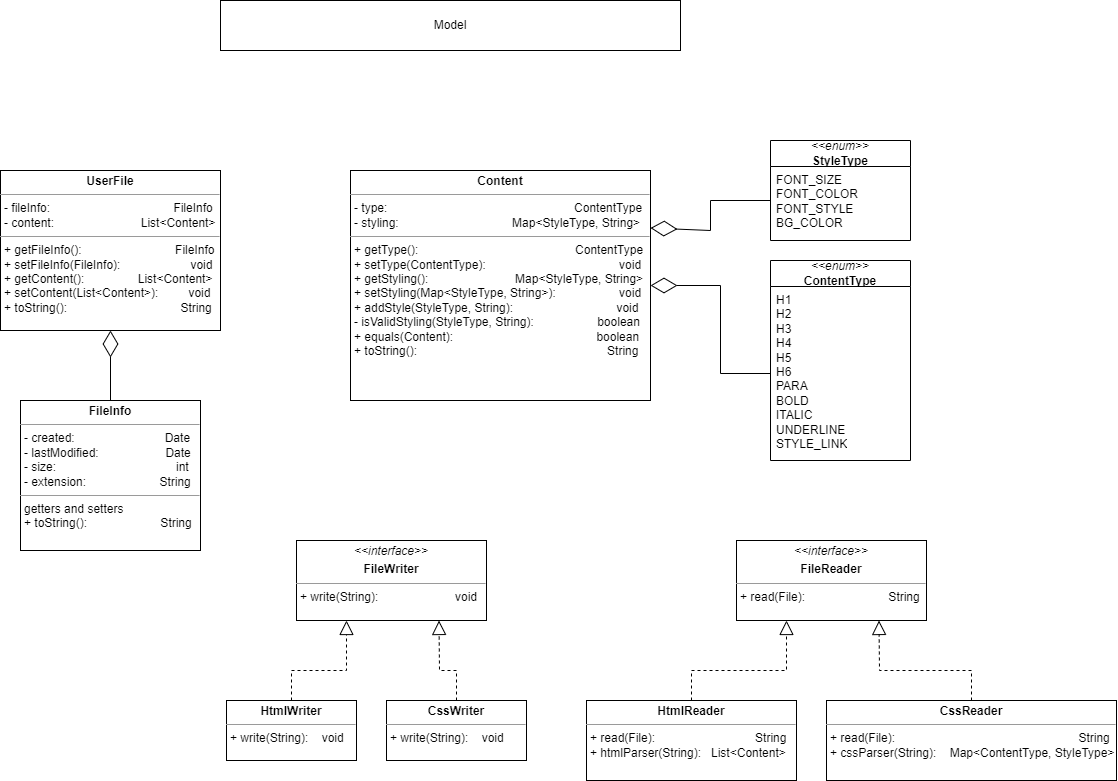 Model
<<enum>>
StyleType
FONT_SIZE
FONT_COLOR
FONT_STYLE
BG_COLOR
UserFile
- fileInfo: FileInfo
- content: List<Content>
+ getFileInfo(): FileInfo
+ setFileInfo(FileInfo): void
+ getContent(): List<Content>
+ setContent(List<Content>): void
+ toString(): String
Content
- type: ContentType
- styling: Map<StyleType, String>
+ getType(): ContentType
+ setType(ContentType): void
+ getStyling(): Map<StyleType, String>
+ setStyling(Map<StyleType, String>): void
+ addStyle(StyleType, String): void
- isValidStyling(StyleType, String): boolean
+ equals(Content): boolean
+ toString(): String
<<enum>>
ContentType
H1
H2
H3
H4
H5
H6
PARA
BOLD
ITALIC
UNDERLINE
STYLE_LINK
FileInfo
- created: Date
- lastModified: Date
- size: int
- extension: String
getters and setters
+ toString(): String
<<interface>>
FileWriter
+ write(String): void
<<interface>>
FileReader
+ read(File): String
HtmlWriter
+ write(String): void
CssWriter
+ write(String): void
HtmlReader
+ read(File): String
+ htmlParser(String): List<Content>
CssReader
+ read(File): String
+ cssParser(String): Map<ContentType, StyleType>